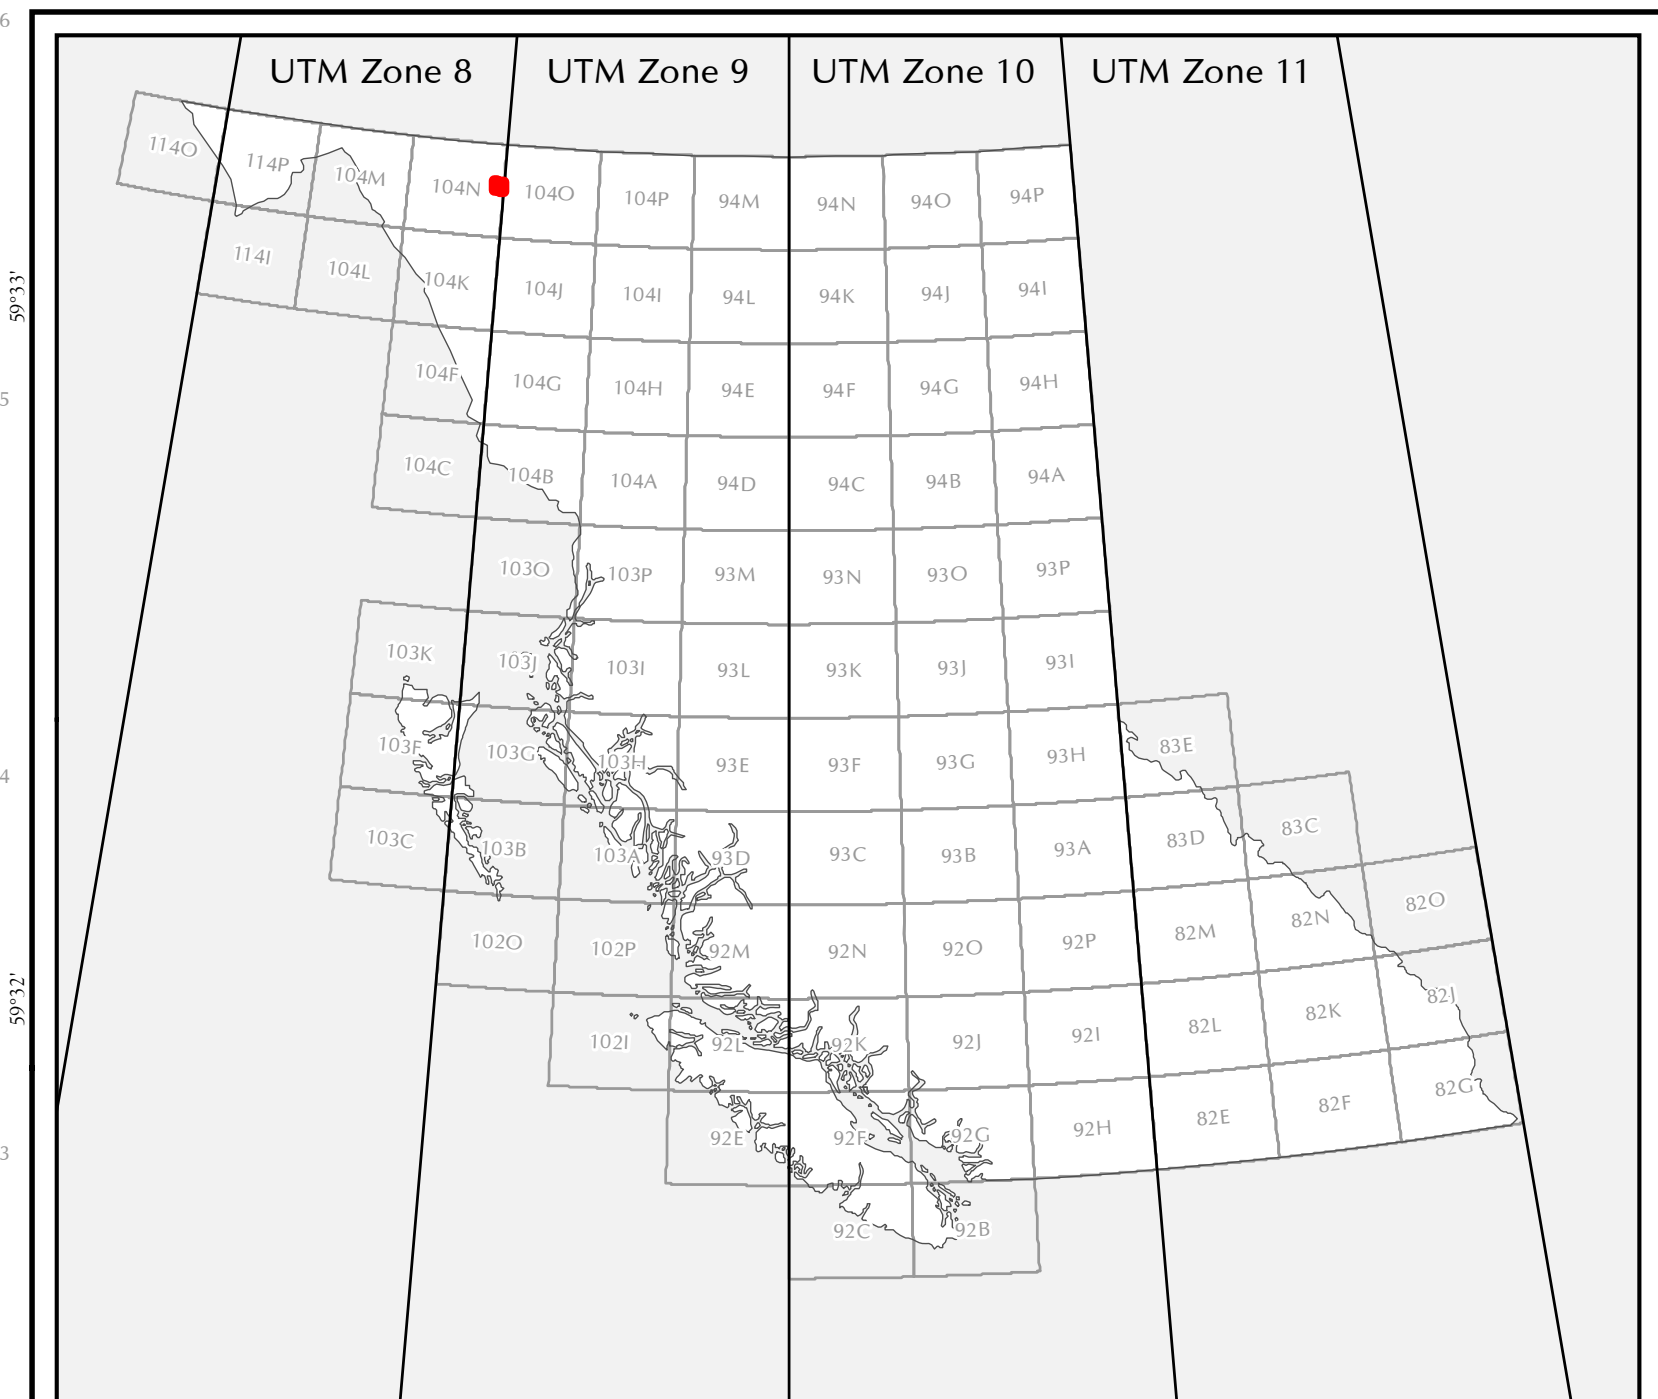 6
UTM Zone 8 UTM Zone 9 UTM Zone 10 UTM Zone 11
114O 114P 104M 104N 104O 104P 94M 94N 94O 94P
114I 104L 104K 104J 104I 94L 94K 94J 94I
59°33'
104F 104G 104H 94E 94F 94G 94H
5
104C 104B 104A 94D 94C 94B 94A
103O 103P 93M 93N 93O 93P
103K 103J 103I 93L 93K 93J 93I
103F 103G 103H 93E 93F 93G 93H 83E
4
103C 103B 103A 93D 93C 93B 93A 83D 83C
102O 102P 92M 92N 92O 92P 82M 82N 82O
59°32'
102I 92L 92K 92J 92I 82L 82K 82J
92E 92F 92G 92H 82E 82F 82G
3
92C 92B